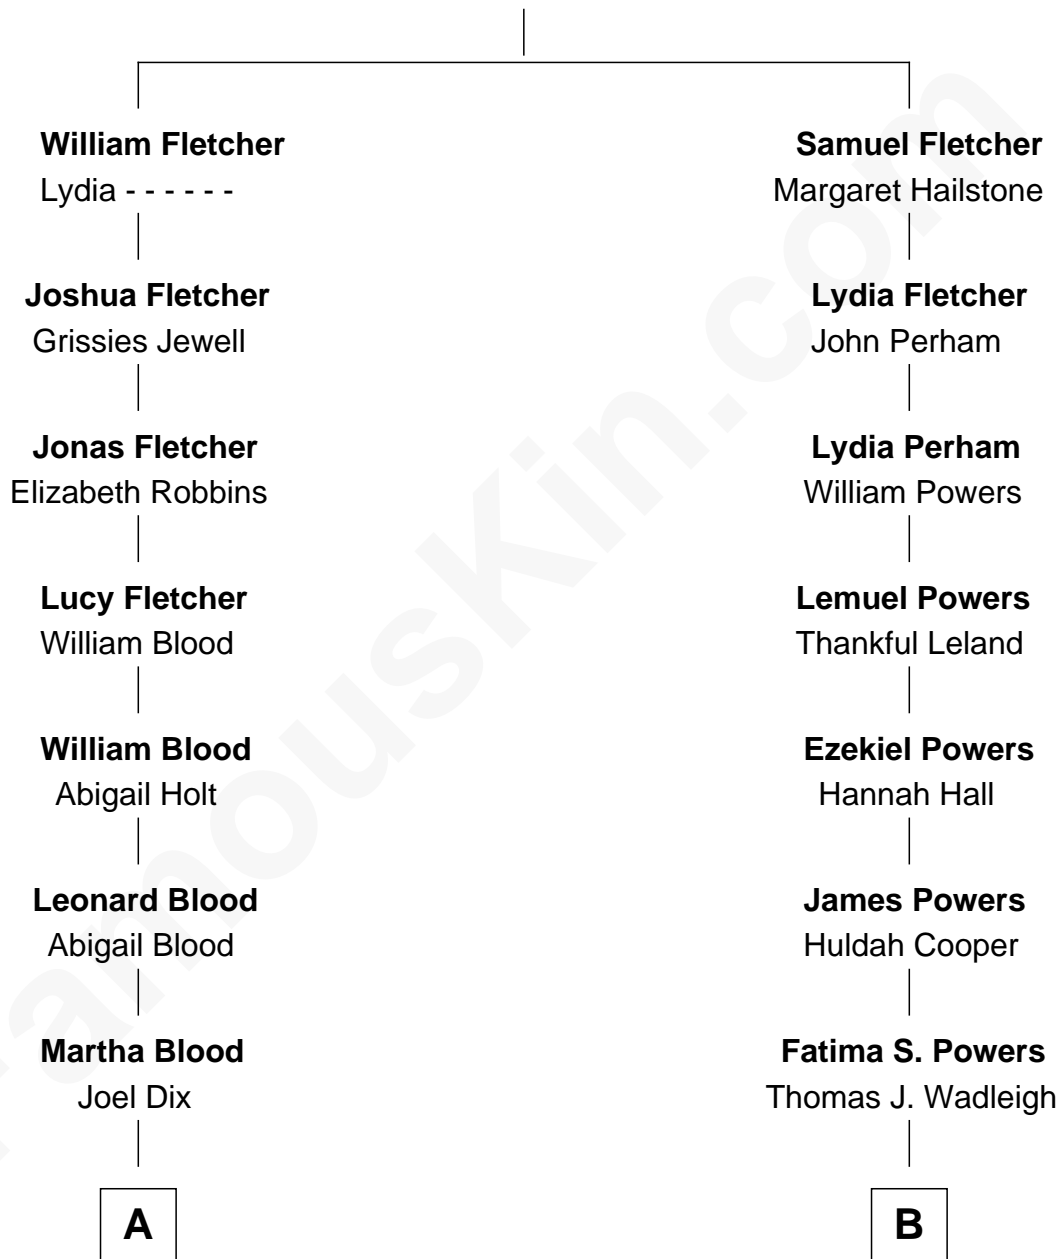 William Fletcher
Lydia - - - - - -
Samuel Fletcher
Margaret Hailstone
Joshua Fletcher
Grissies Jewell
Lydia Fletcher
John Perham
Jonas Fletcher
Elizabeth Robbins
Lydia Perham
William Powers
Lucy Fletcher
William Blood
Lemuel Powers
Thankful Leland
William Blood
Abigail Holt
Ezekiel Powers
Hannah Hall
Leonard Blood
Abigail Blood
James Powers
Huldah Cooper
Martha Blood
Joel Dix
Fatima S. Powers
Thomas J. Wadleigh
A
B
FamousKin.com